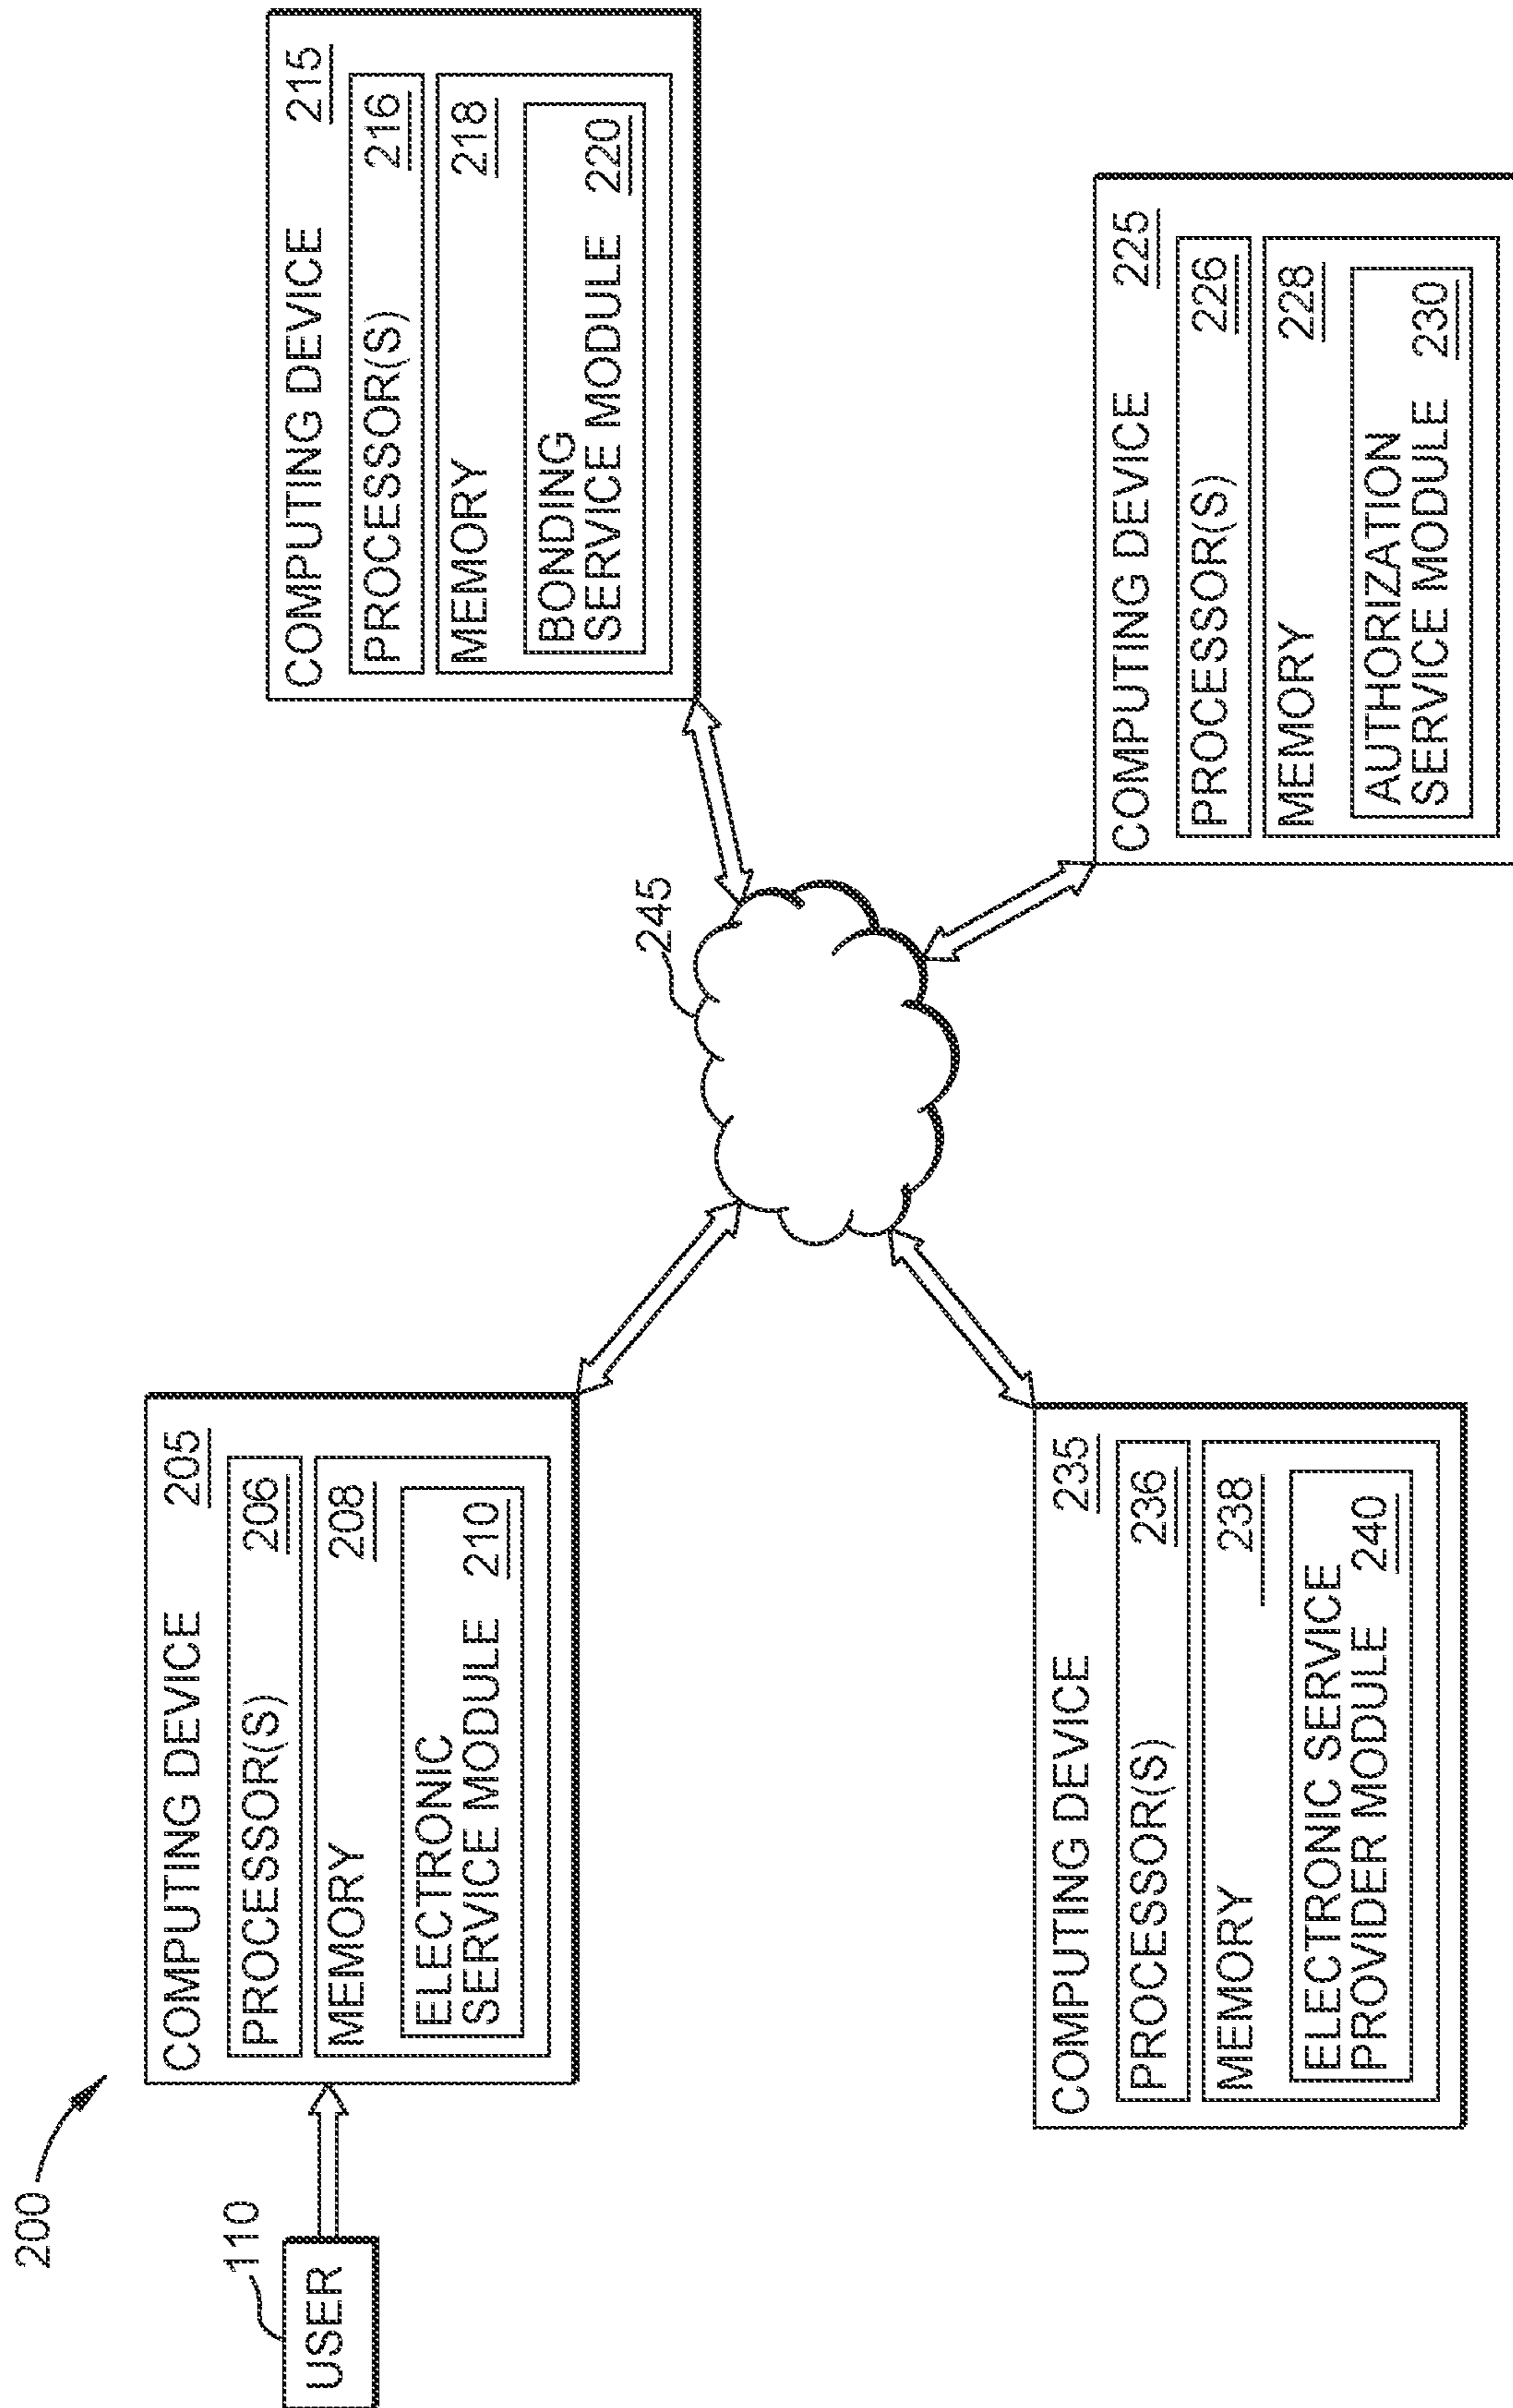 200
110
USER
COMPUTING DEVICE 205
PROCESSOR(S) 206
MEMORY 208
ELECTRONIC
SERVICE MODULE 210
COMPUTING DEVICE 215
PROCESSOR(S) 216
MEMORY 218
BONDING
SERVICE MODULE 220
245
COMPUTING DEVICE 235
PROCESSOR(S) 236
MEMORY 238
ELECTRONIC SERVICE
PROVIDER MODULE 240
COMPUTING DEVICE 225
PROCESSOR(S) 226
MEMORY 228
AUTHORIZATION
SERVICE MODULE 230